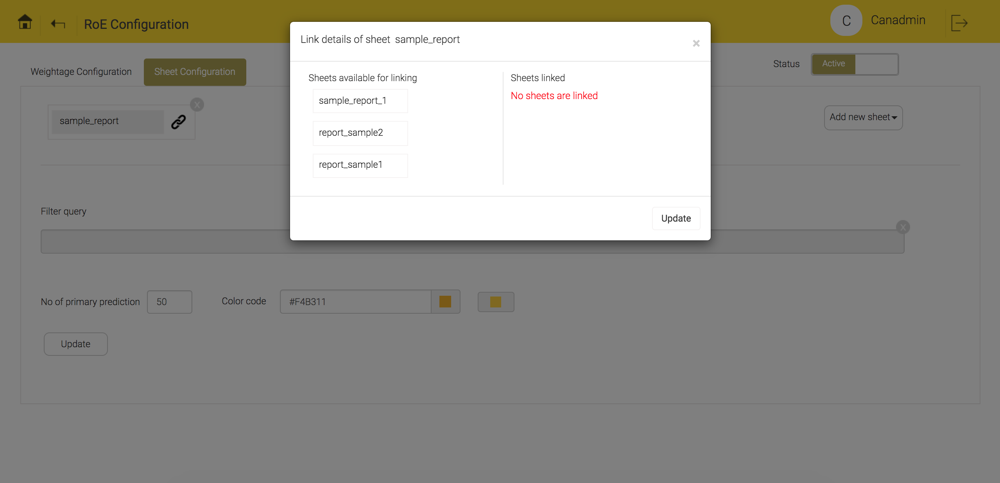 RoE Configuration
C
Canadmin
Link details of sheet sample_report
×
Weightage Configuration
Sheet Configuration
Status
Active
Sheets available for linking
Sheets linked
sample_report_1
No sheets are linked
report_sample2
report_sample1
X
sample_report
Add new sheet
Update
Filter query
X
No of primary prediction
50
Color code
#F4B311
Update